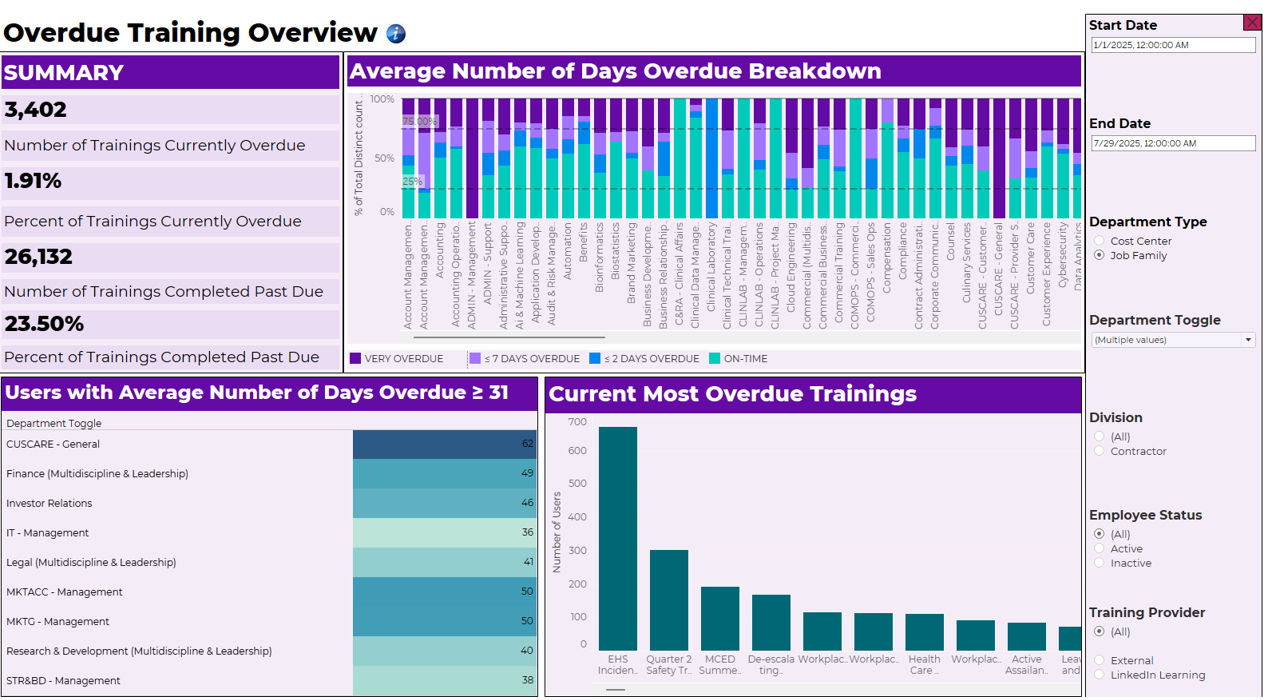 Overdue Training Overview
SUMMARY
3,402
Number of Trainings Currently Overdue
1.91%
Percent of Trainings Currently Overdue
26,132
Number of Trainings Completed Past Due
23.50%
Percent of Trainings Completed Past Due
Average Number of Days Overdue Breakdown
% of Total Distinct count ..
100%
50%
0%
75.00%
25%
Account Managemen..
Account Managemen..
Accounting
Accounting Operatio..
ADMIN - Management
ADMIN - Support
Administrative Suppo..
Ai & Machine Learning
Application Develop..
Audit & Risk Manage..
Automation
Benefits
Bioinformatics
Biostatistics
Brand Marketing
Business Developme..
Business Relationship..
C&RA - Clinical Affairs
Clinical Data Manage..
Clinical Laboratory
Clinical Technical Trai..
CLINLAB - Managem..
CLINLAB - Operations
CLINLAB - Project Ma..
Cloud Engineering
Commercial (Multidis..
Commercial Business..
Commercial Training
COMOPS - Commerci..
COMOPS - Sales Ops
Compensation
Compliance
Contract Administrati..
Corporate Communic..
Counsel
Culinary Services
CUSCARE - Customer..
CUSCARE - General
CUSCARE - Provider S..
Customer Care
Customer Experience
Cybersecurity
Data Analytics
VERY OVERDUE
≤ 7 DAYS OVERDUE
≤ 2 DAYS OVERDUE
ON-TIME
Users with Average Number of Days Overdue ≥ 31
Department Toggle
CUSCARE - General 62
Finance (Multidiscipline & Leadership) 49
Investor Relations 46
IT - Management 36
Legal (Multidiscipline & Leadership) 41
MKTACC - Management 50
MKTG - Management 50
Research & Development (Multidiscipline & Leadership) 40
STR&BD - Management 38
Current Most Overdue Trainings
Number of Users
700
600
500
400
300
200
100
0
EHS Inciden..
Quarter 2 Safety Tr..
MCED Summe..
De-escala ting..
Workplac..
Workplac..
Health Care ..
Workplac..
Active Assailan..
Leav and
Start Date
1/1/2025, 12:00:00 AM
End Date
7/29/2025, 12:00:00 AM
Department Type
Cost Center
Job Family
Department Toggle
(Multiple values)
Division
(All)
Contractor
Employee Status
(All)
Active
Inactive
Training Provider
(All)
External
LinkedIn Learning